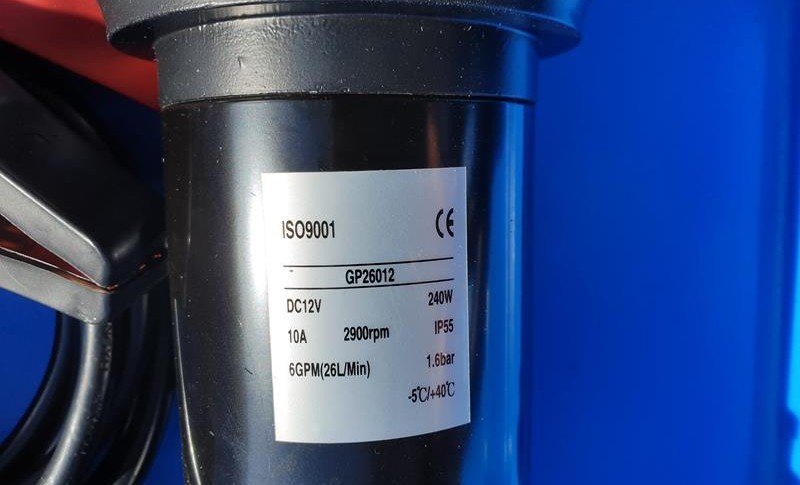 ISO9001 CE
GP26012
DC12V 240W
10A 2900rpm IP55
6GPM(26L/Min) 1.6bar
-5℃/+40℃